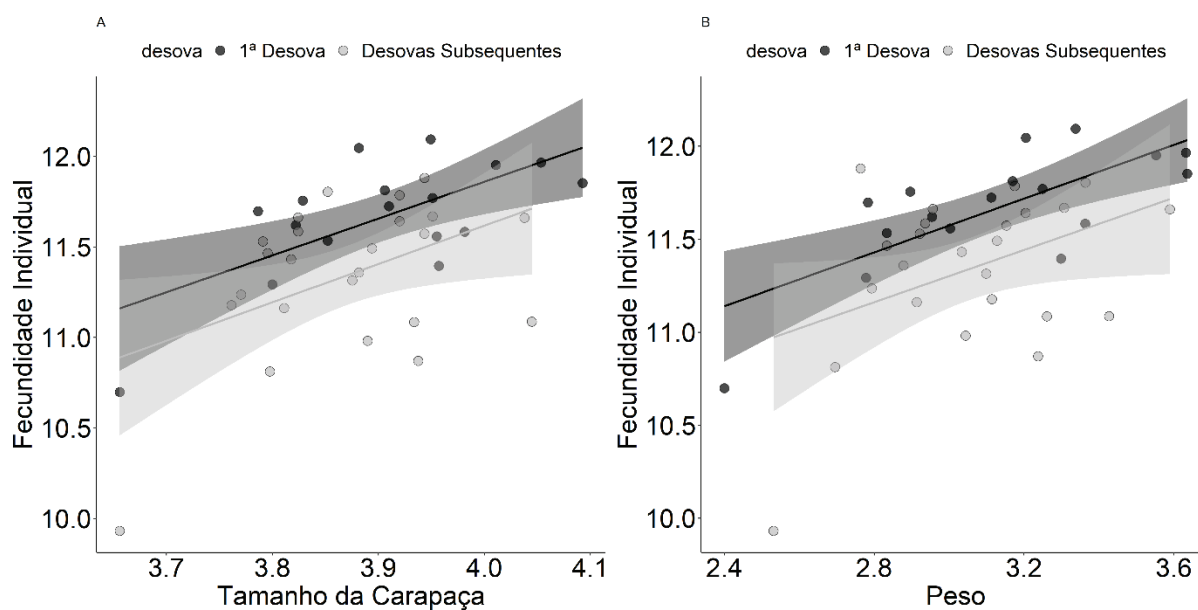 A
desova 1ª Desova Desovas Subsequentes
Fecundidade Individual
12.0
11.5
11.0
10.5
10.0
3.7 3.8 3.9 4.0 4.1
Tamanho da Carapaça
B
desova 1ª Desova Desovas Subsequentes
Fecundidade Individual
12.0
11.5
11.0
10.5
10.0
2.4 2.8 3.2 3.6
Peso